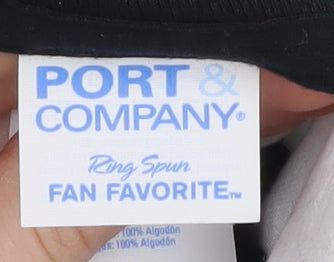 PORT &
COMPANY®
Ring Spun
FAN FAVORITE™
100% Algodón
100% Algodón